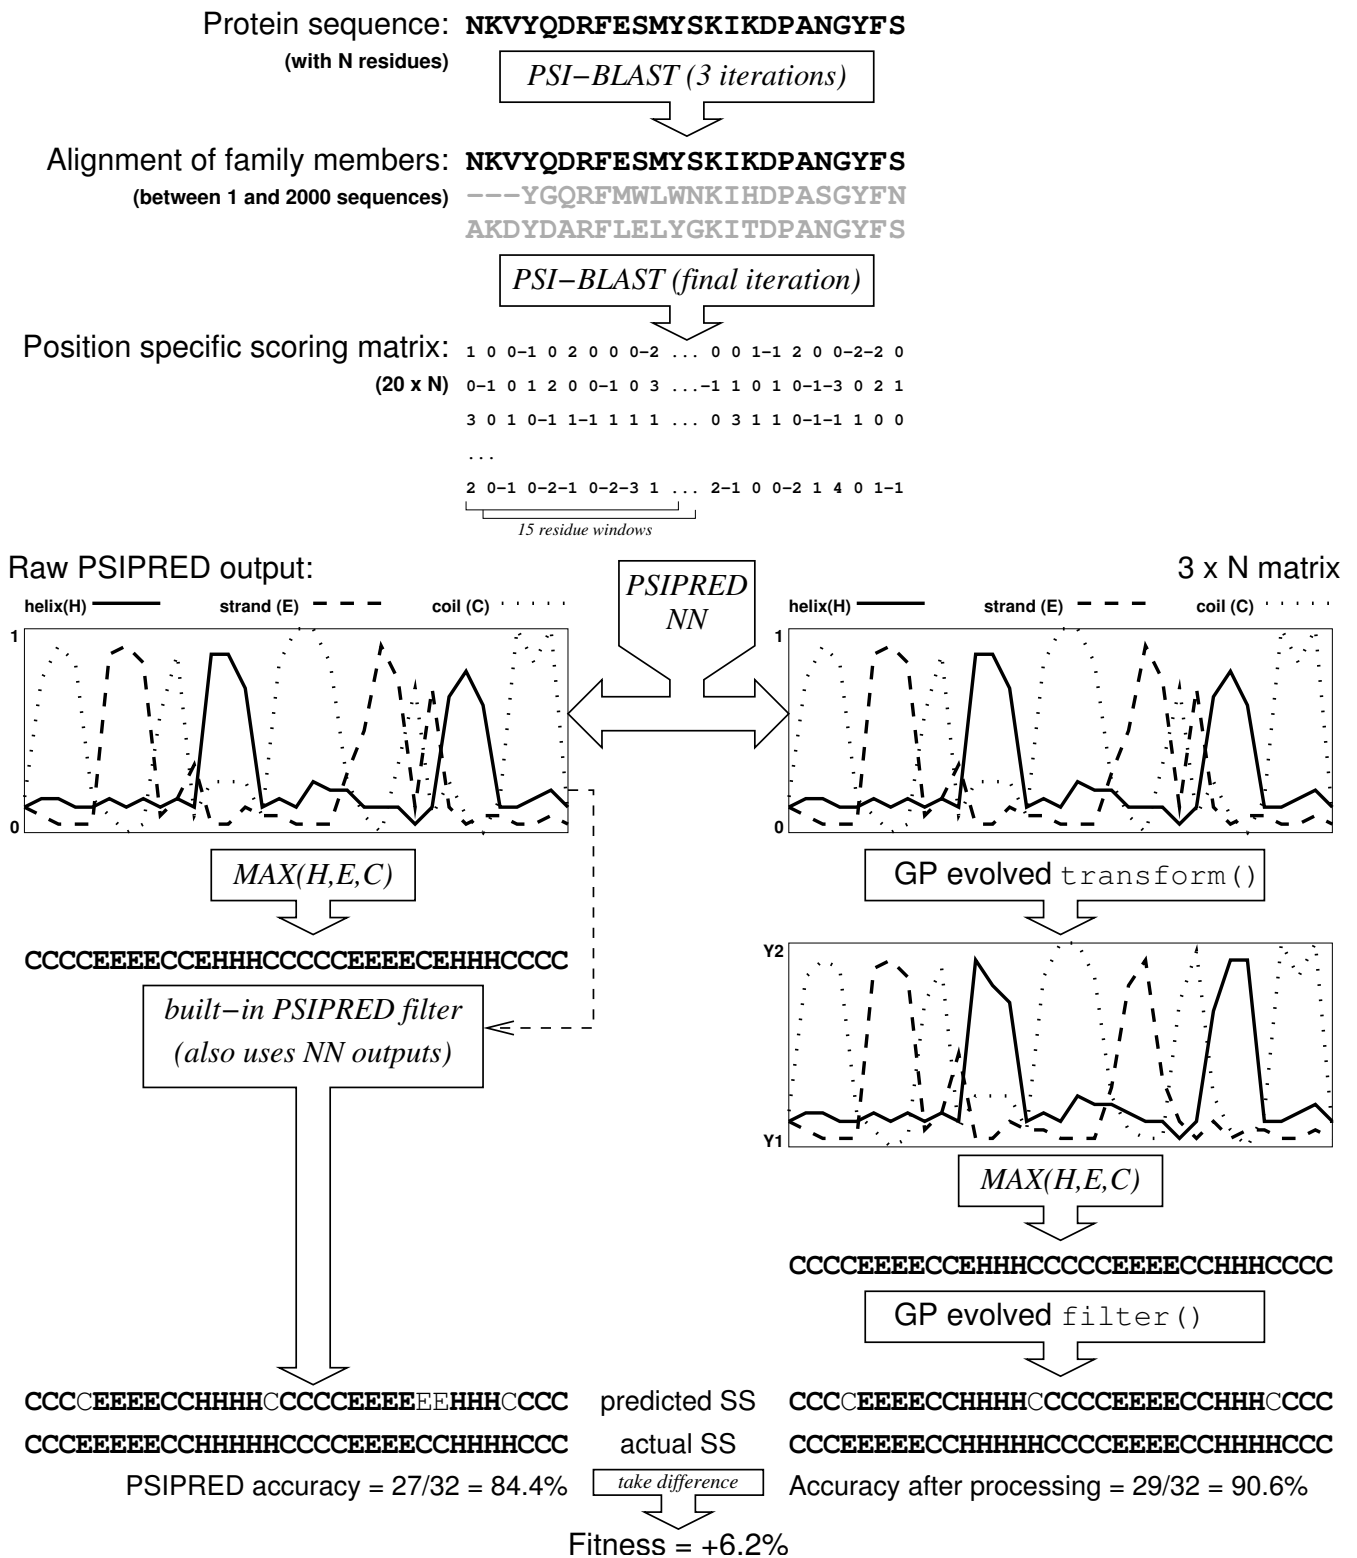 Protein sequence: NKVYQDRFESMYSKIKDPANGYFS
(with N residues)
PSI−BLAST (3 iterations)
Alignment of family members: NKVYQDRFESMYSKIKDPANGYFS
(between 1 and 2000 sequences) −−−YGQRFMWLWNKIHDPASGYFN
AKDYDARFLELYGKITDPANGYFS
PSI−BLAST (final iteration)
Position specific scoring matrix: 1 0 0−1 0 2 0 0 0−2 ... 0 0 1−1 2 0 0−2−2 0
(20 x N) 0−1 0 1 2 0 0−1 0 3 ...−1 1 0 1 0−1−3 0 2 1
3 0 1 0−1 1−1 1 1 1 ... 0 3 1 1 0−1−1 1 0 0
...
2 0−1 0−2−1 0−2−3 1 ... 2−1 0 0−2 1 4 0 1−1
15 residue windows
Raw PSIPRED output:
PSIPRED
NN
3 x N matrix
helix(H) strand (E) coil (C)
1
0
helix(H) strand (E) coil (C)
1
0
MAX(H,E,C)
GP evolved transform()
CCCCEEEECCEHHHCCCCCEEEECEHHHCCCC
built−in PSIPRED filter
(also uses NN outputs)
Y2
Y1
MAX(H,E,C)
CCCCEEEECCEHHHCCCCCEEEECCHHHCCCC
GP evolved filter()
CCCCEEEECCHHHHCCCCCEEEEEEHHHCCCC predicted SS CCCCEEEECCHHHHCCCCCEEEECCHHHCCCC
CCCEEEEECCHHHHHCCCCEEEECCHHHHCCC actual SS CCCEEEEECCHHHHHCCCCEEEECCHHHHCCC
PSIPRED accuracy = 27/32 = 84.4% take difference Accuracy after processing = 29/32 = 90.6%
Fitness = +6.2%